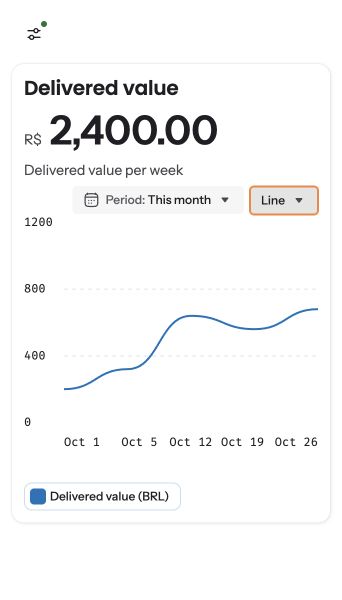 Delivered value
R$ 2,400.00
Delivered value per week
Period: This month Line
1200
800
400
0
Oct 1 Oct 5 Oct 12 Oct 19 Oct 26
Delivered value (BRL)